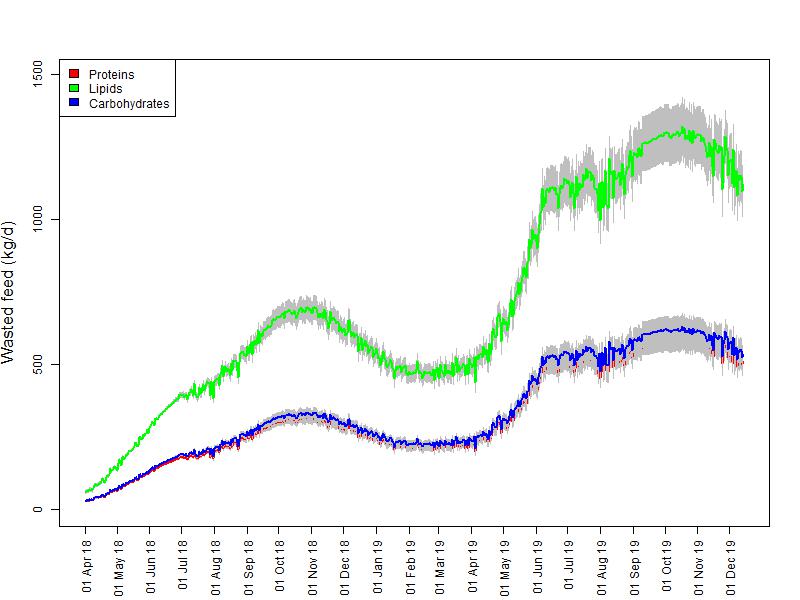 Proteins
Lipids
Carbohydrates
Wasted feed (kg/d)
1500
1000
500
0
01 Apr 18
01 May 18
01 Jun 18
01 Jul 18
01 Aug 18
01 Sep 18
01 Oct 18
01 Nov 18
01 Dec 18
01 Jan 19
01 Feb 19
01 Mar 19
01 Apr 19
01 May 19
01 Jun 19
01 Jul 19
01 Aug 19
01 Sep 19
01 Oct 19
01 Nov 19
01 Dec 19